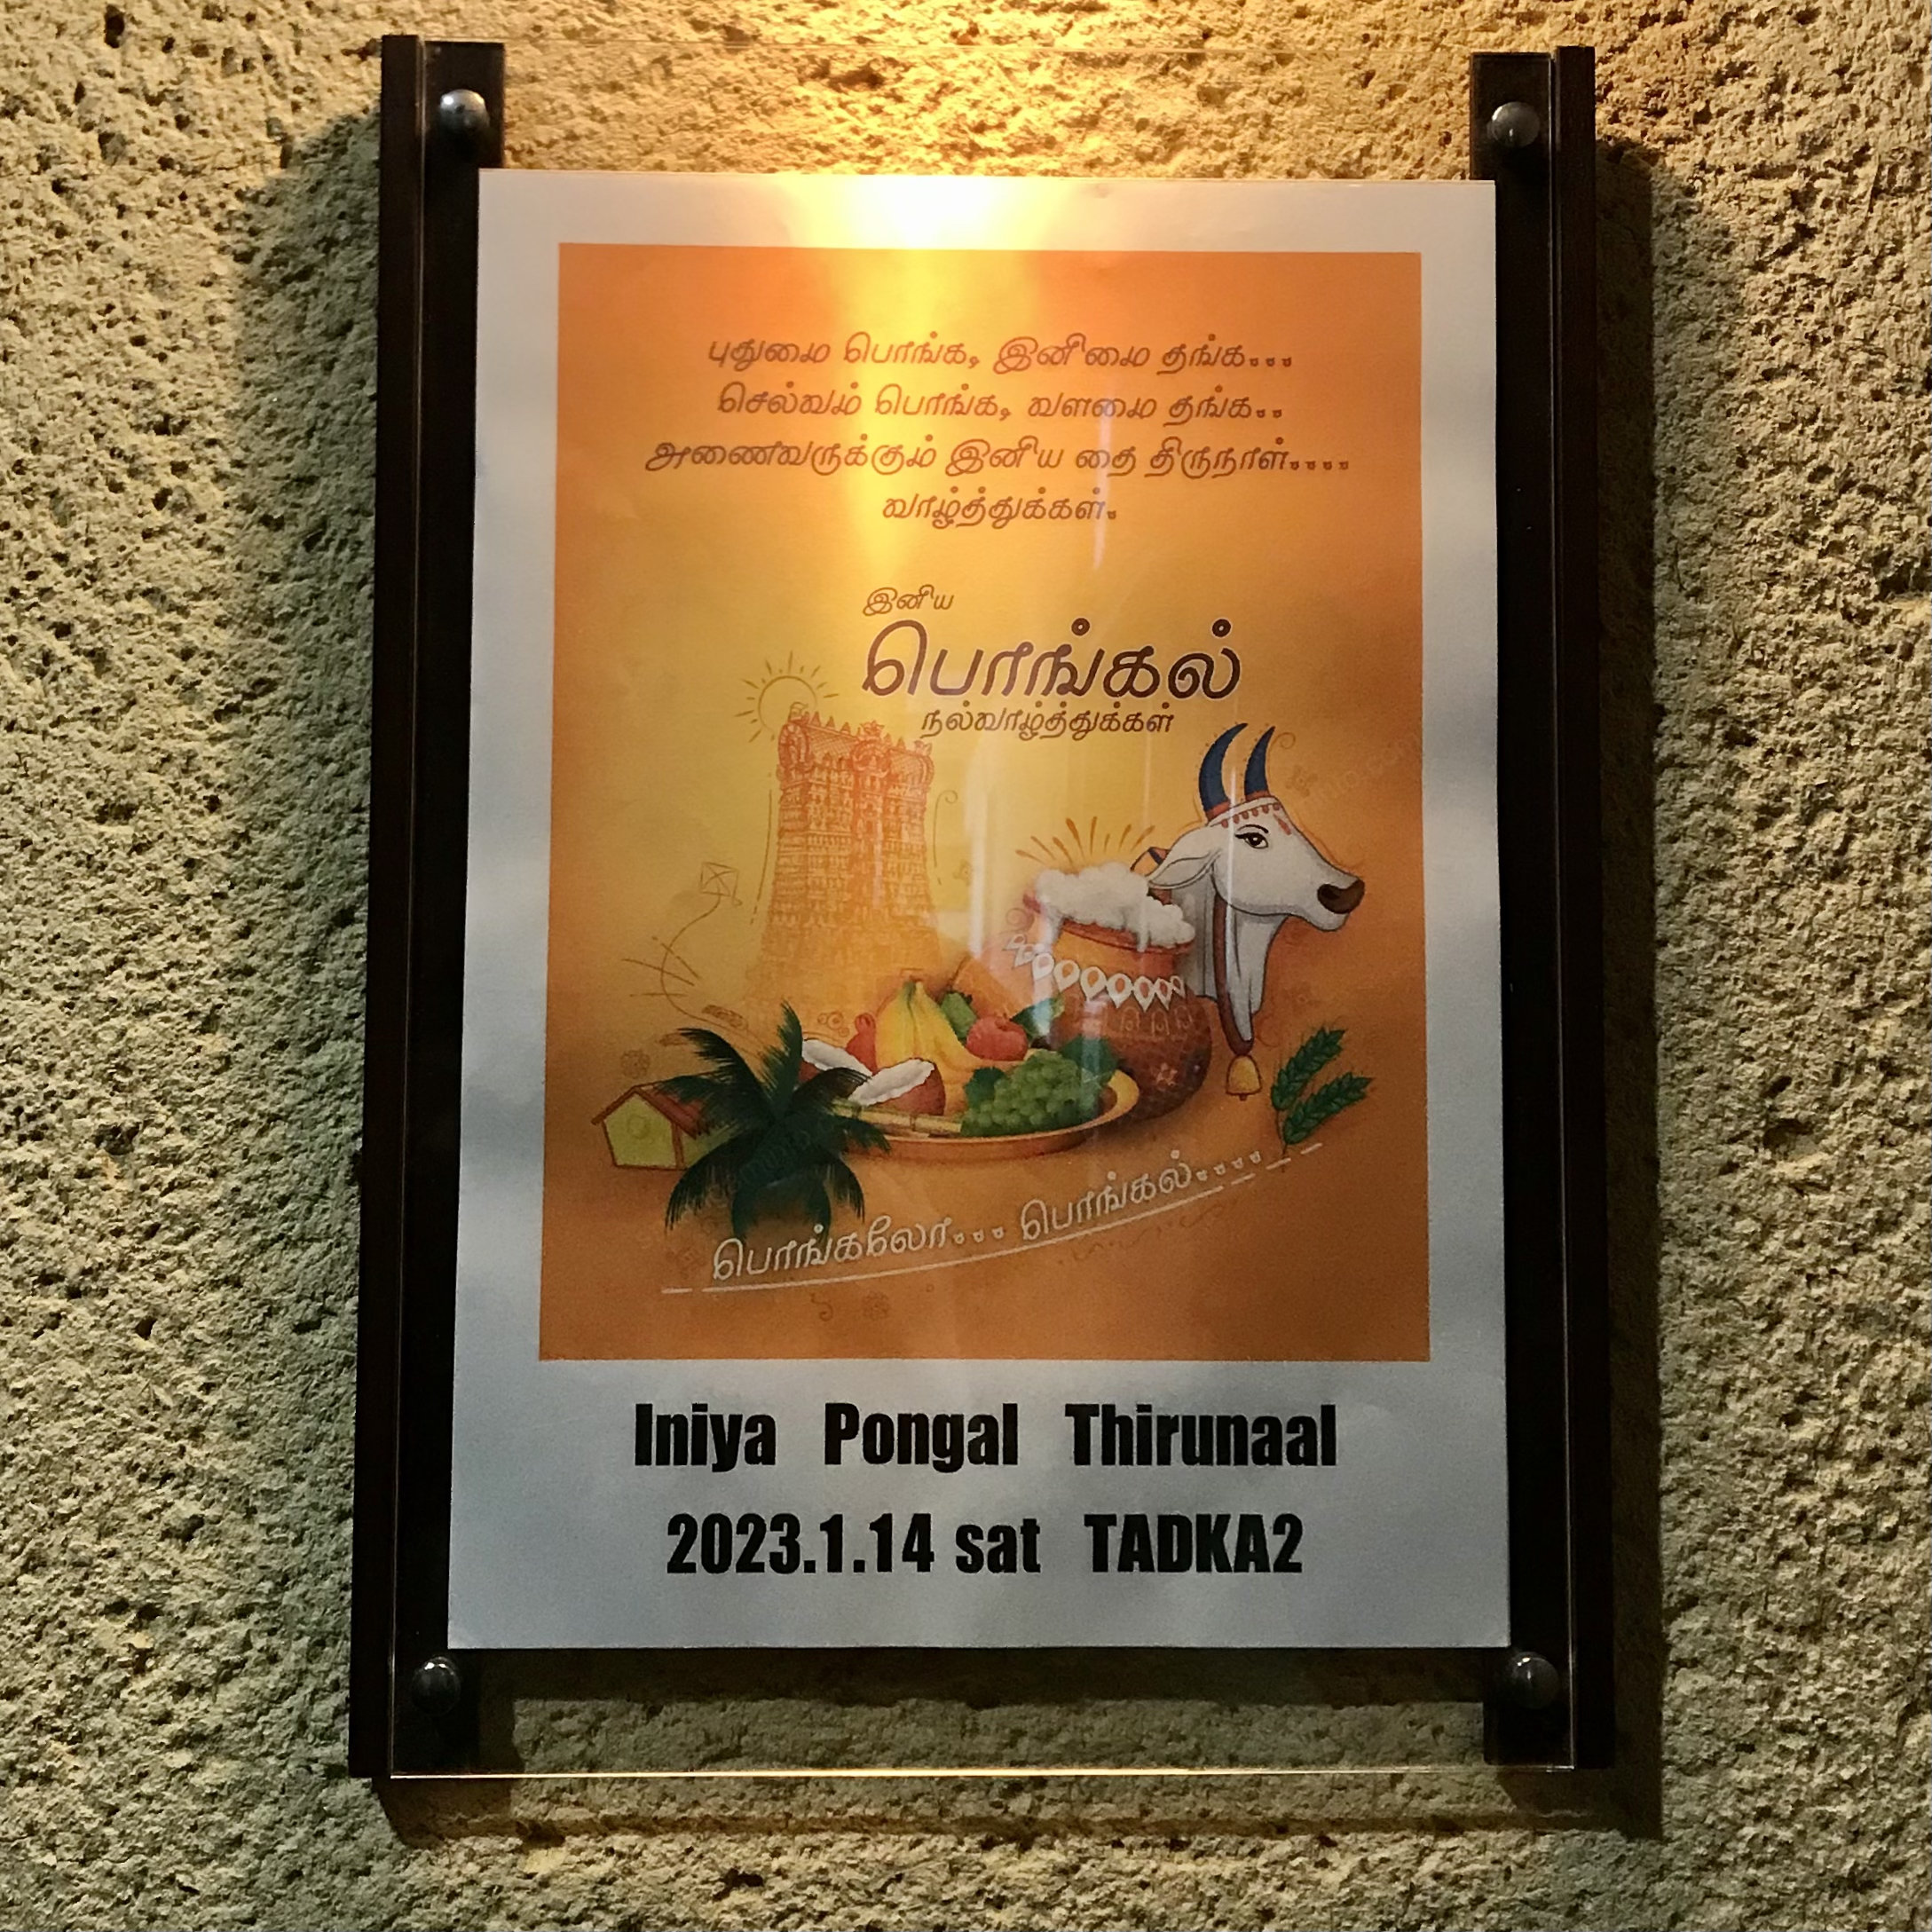 புதுமை பொங்க, இனிமை தங்க...
செல்வம் பொங்க, வளமை தங்க..
அணைவருக்கும் இனிய தை திருநாள்....
வாழ்த்துக்கள்.
இனிய
பொங்கல்
நல்வாழ்த்துக்கள்
பொங்கலோ... பொங்கல்....
Iniya Pongal Thirunaal
2023.1.14 sat TADKA2